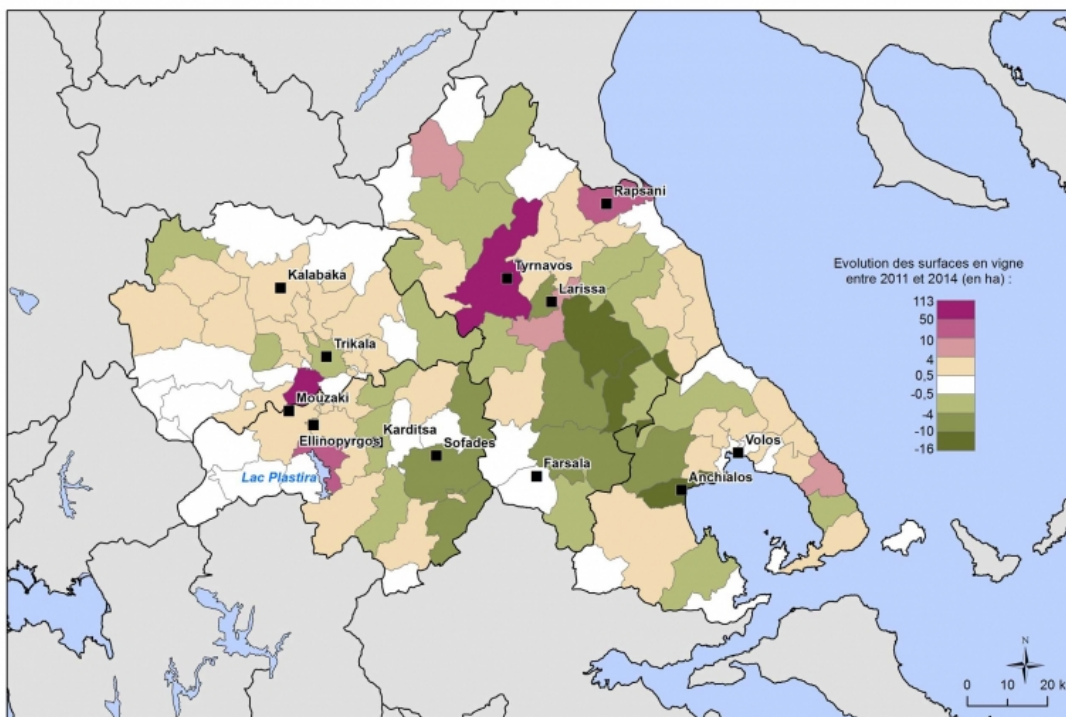 Rapsani
Tyrnavos
Larissa
Kalabaka
Trikala
Mouzaki
Ellinopyrgos
Karditsa
Sofades
Lac Plastira
Farsala
Volos
Anchialos
Evolution des surfaces en vigne
entre 2011 et 2014 (en ha) :
113
50
10
4
0,5
-0,5
-4
-10
-16
N
0 10 20 k